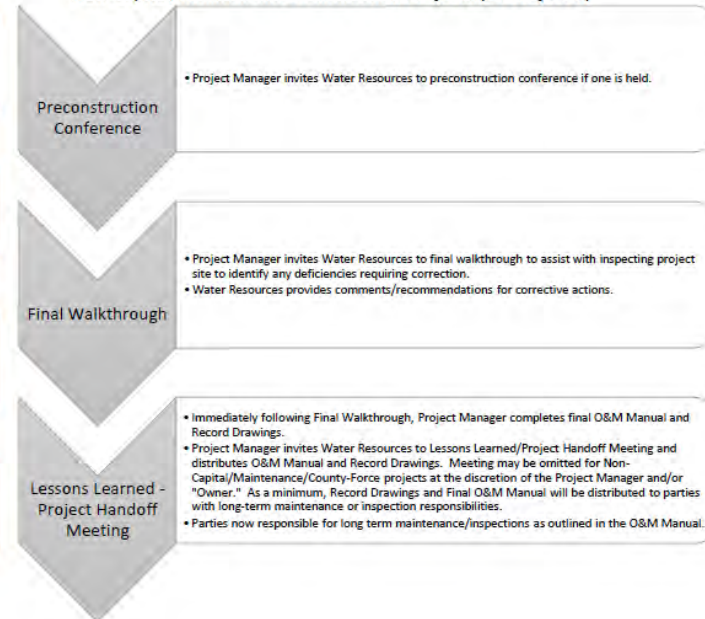 Preconstruction
Conference
• Project Manager invites Water Resources to preconstruction conference if one is held.
Final Walkthrough
• Project Manager invites Water Resources to final walkthrough to assist with inspecting project
site to identify any deficiencies requiring correction.
• Water Resources provides comments/recommendations for corrective actions.
Lessons Learned -
Project Handoff
Meeting
• Immediately following Final Walkthrough, Project Manager completes final O&M Manual and
Record Drawings.
• Project Manager invites Water Resources to Lessons Learned/Project Handoff Meeting and
distributes O&M Manual and Record Drawings. Meeting may be omitted for Non-
Capital/Maintenance/County-Force projects at the discretion of the Project Manager and/or
"Owner." As a minimum, Record Drawings and Final O&M Manual will be distributed to parties
with long-term maintenance or inspection responsibilities.
• Parties now responsible for long term maintenance/inspections as outlined in the O&M Manual.